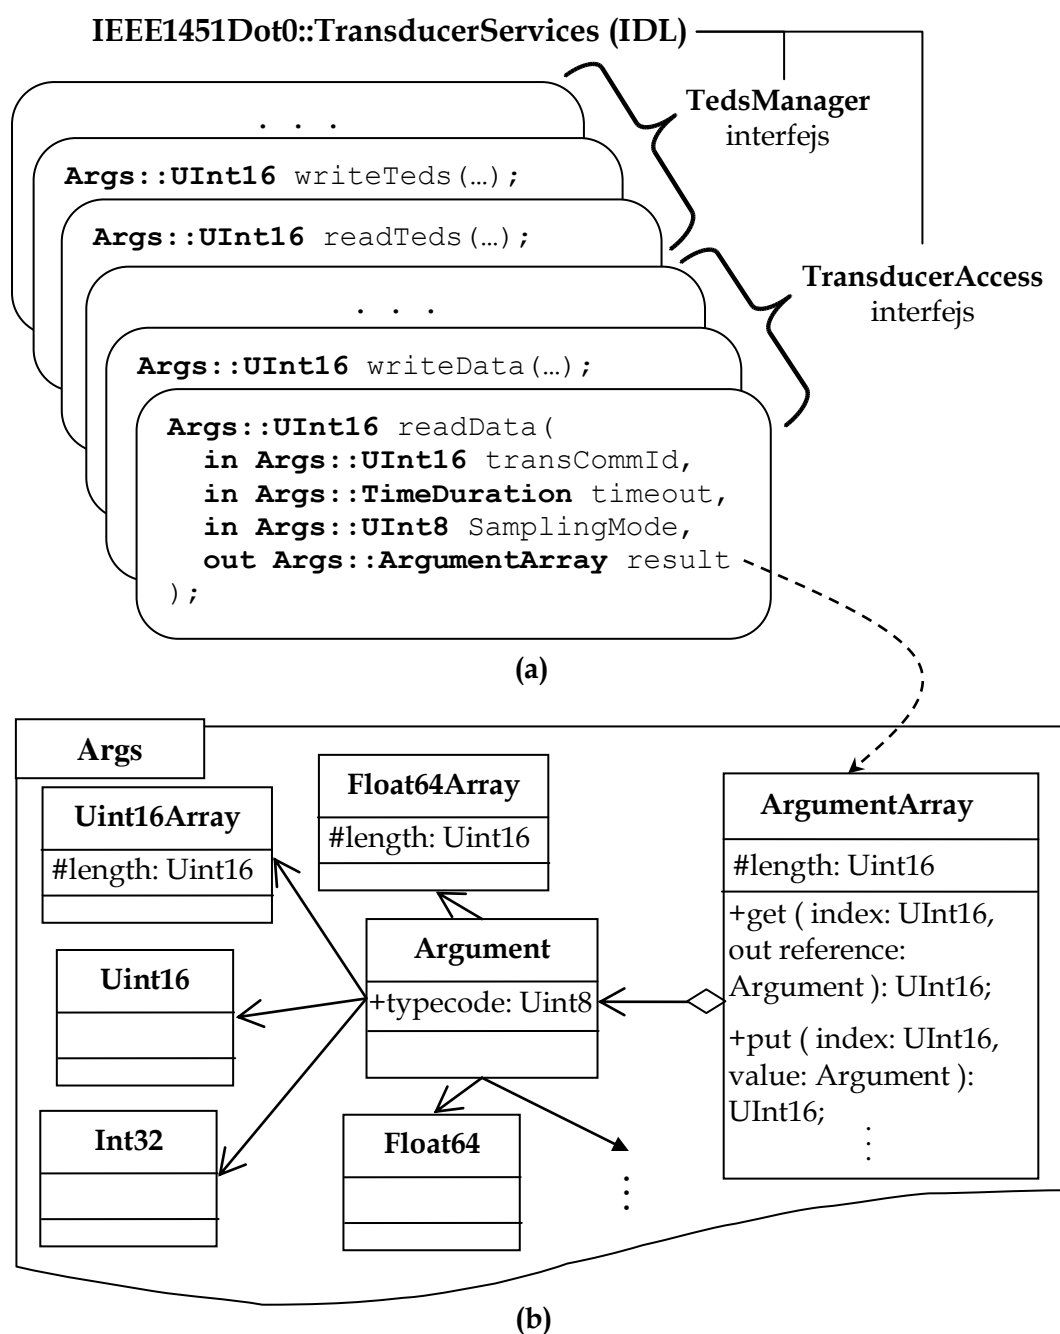 IEEE1451Dot0::TransducerServices (IDL)
TedsManager
interfejs
. . .
Args::UInt16 writeTeds(…);
Args::UInt16 readTeds(…);
TransducerAccess
interfejs
. . .
Args::UInt16 writeData(…);
Args::UInt16 readData(
in Args::UInt16 transCommId,
in Args::TimeDuration timeout,
in Args::UInt8 SamplingMode,
out Args::ArgumentArray result
);
(a)
Args
Uint16Array
#length: Uint16
Float64Array
#length: Uint16
ArgumentArray
#length: Uint16
+get ( index: UInt16,
out reference:
Argument ): UInt16;
+put ( index: UInt16,
value: Argument ):
UInt16;
⋮
Argument
+typecode: Uint8
Uint16
Int32
Float64
⋮
(b)